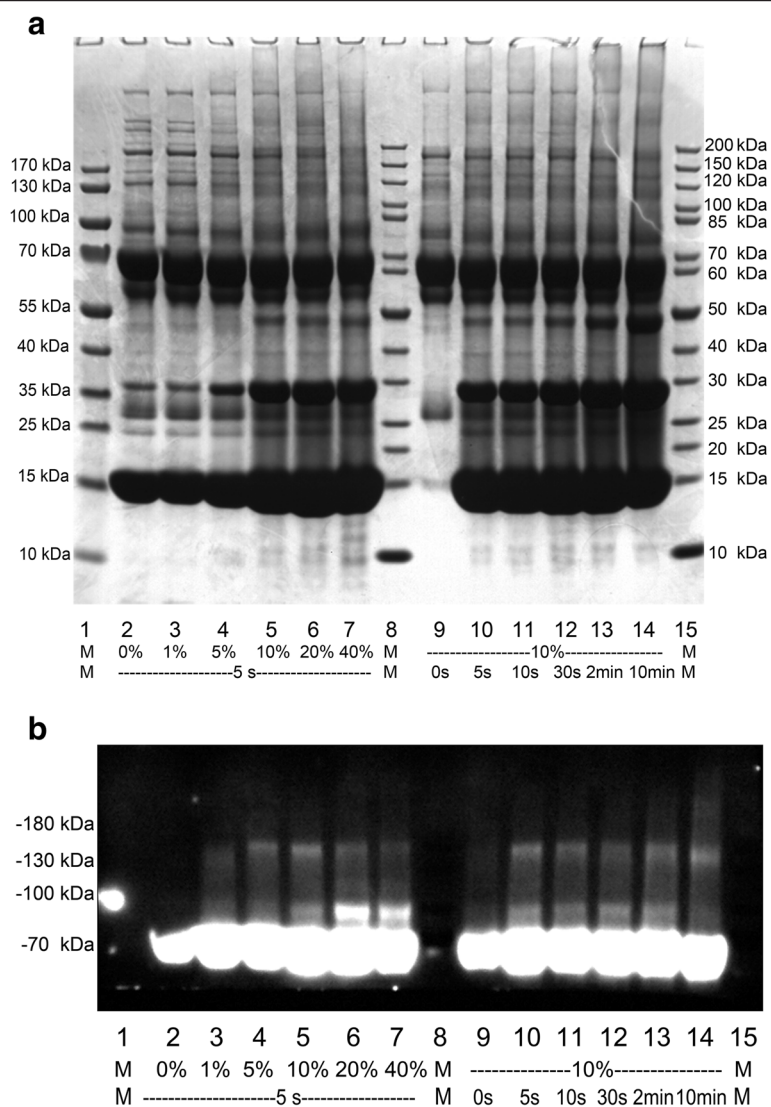 a
170 kDa
130 kDa
100 kDa
70 kDa
55 kDa
40 kDa
35 kDa
25 kDa
15 kDa
10 kDa
200 kDa
150 kDa
120 kDa
100 kDa
85 kDa
70 kDa
60 kDa
50 kDa
40 kDa
30 kDa
25 kDa
20 kDa
15 kDa
10 kDa
1 2 3 4 5 6 7 8 9 10 11 12 13 14 15
M 0% 1% 5% 10% 20% 40% M --------------------10%------------------- M
M --------------------5 s-------------------- M 0s 5s 10s 30s 2min 10min M
b
-180 kDa
-130 kDa
-100 kDa
-70 kDa
1 2 3 4 5 6 7 8 9 10 11 12 13 14 15
M 0% 1% 5% 10% 20% 40% M ---------------10%---------------- M
M --------------------5 s----------------- M 0s 5s 10s 30s 2min 10min M